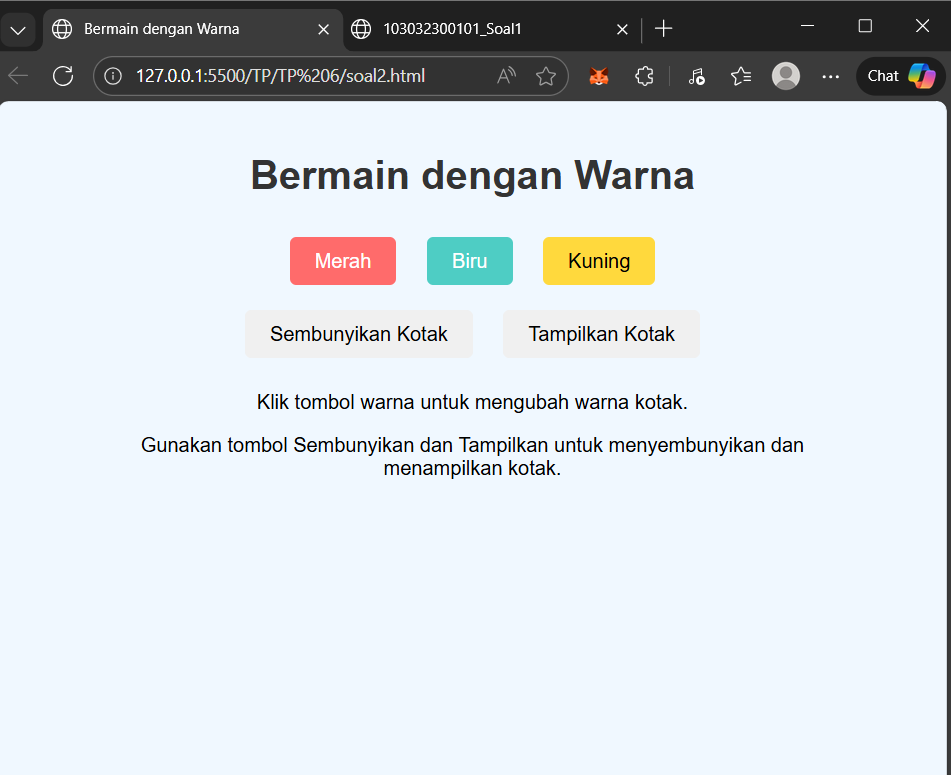 Bermain dengan Warna
103032300101_Soal1
127.0.0.1:5500/TP/TP%206/soal2.html
Chat
Bermain dengan Warna
Merah
Biru
Kuning
Sembunyikan Kotak
Tampilkan Kotak
Klik tombol warna untuk mengubah warna kotak.
Gunakan tombol Sembunyikan dan Tampilkan untuk menyembunyikan dan
menampilkan kotak.